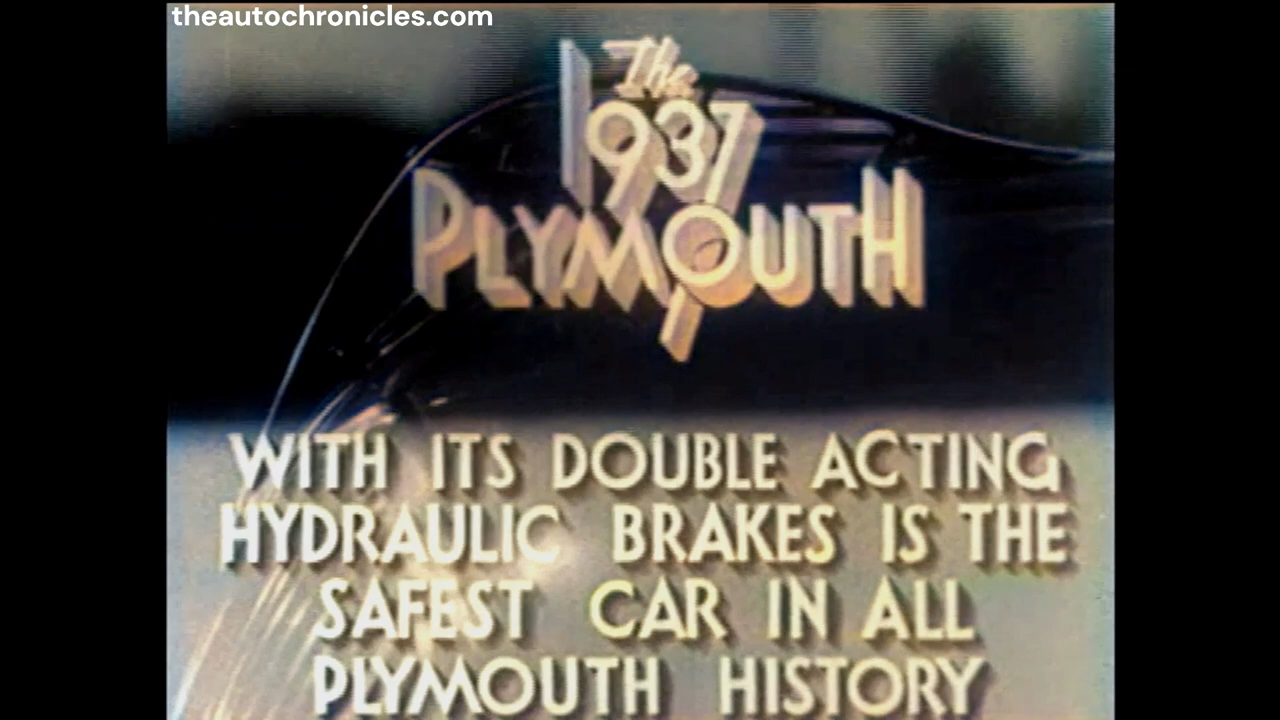 theautochronicles.com
The
1937
PLYMOUTH
WITH ITS DOUBLE ACTING
HYDRAULIC BRAKES IS THE
SAFEST CAR IN ALL
PLYMOUTH HISTORY